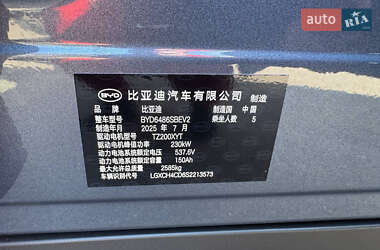 auto RIA
BYD 比亚迪汽车有限公司 制造
品牌 比亚迪 制造国 中国
整车型号 BYD6486SBEV2 乘坐人数 5
制造年月 2025 年 7 月
驱动电机型号 TZ200XYT
驱动电机峰值功率 230kW
动力电池系统额定电压 537.6V
动力电池系统额定容量 150Ah
最大允许总质量 2585kg
车辆识别代号 LGXCH4CD6S2213573